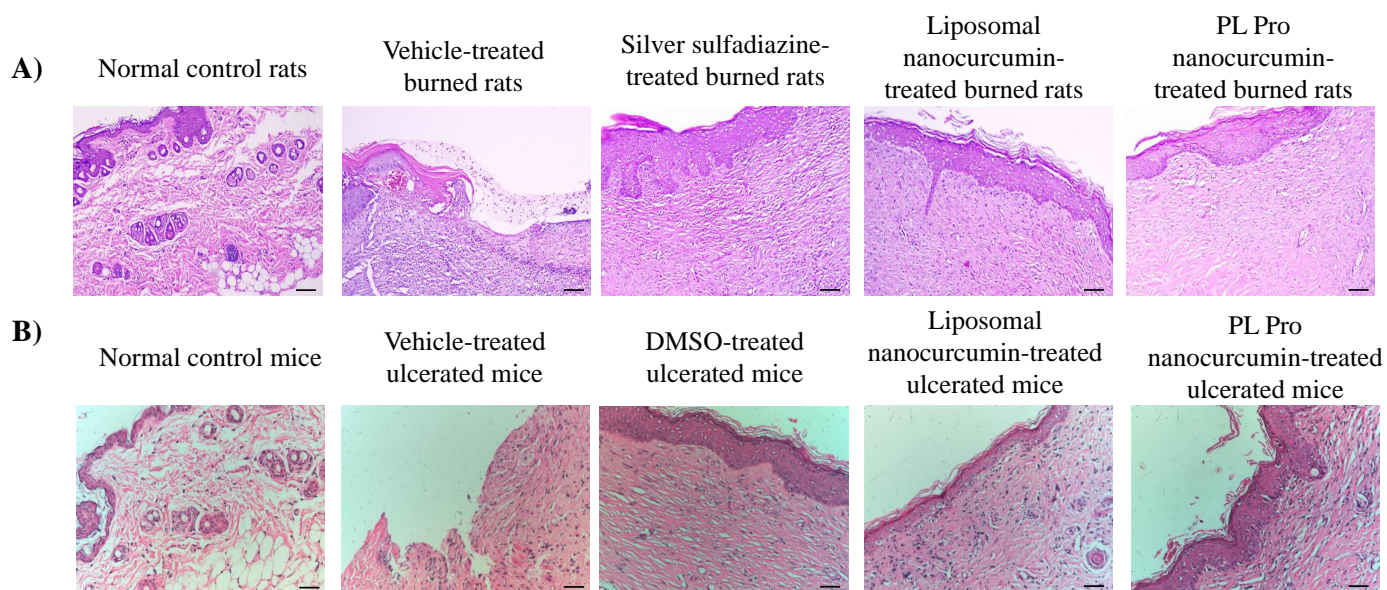 A)
Normal control rats
Vehicle-treated
burned rats
Silver sulfadiazine-
treated burned rats
Liposomal
nanocurcumin-
treated burned rats
PL Pro
nanocurcumin-
treated burned rats
B)
Normal control mice
Vehicle-treated
ulcerated mice
DMSO-treated
ulcerated mice
Liposomal
nanocurcumin-treated
ulcerated mice
PL Pro
nanocurcumin-treated
ulcerated mice